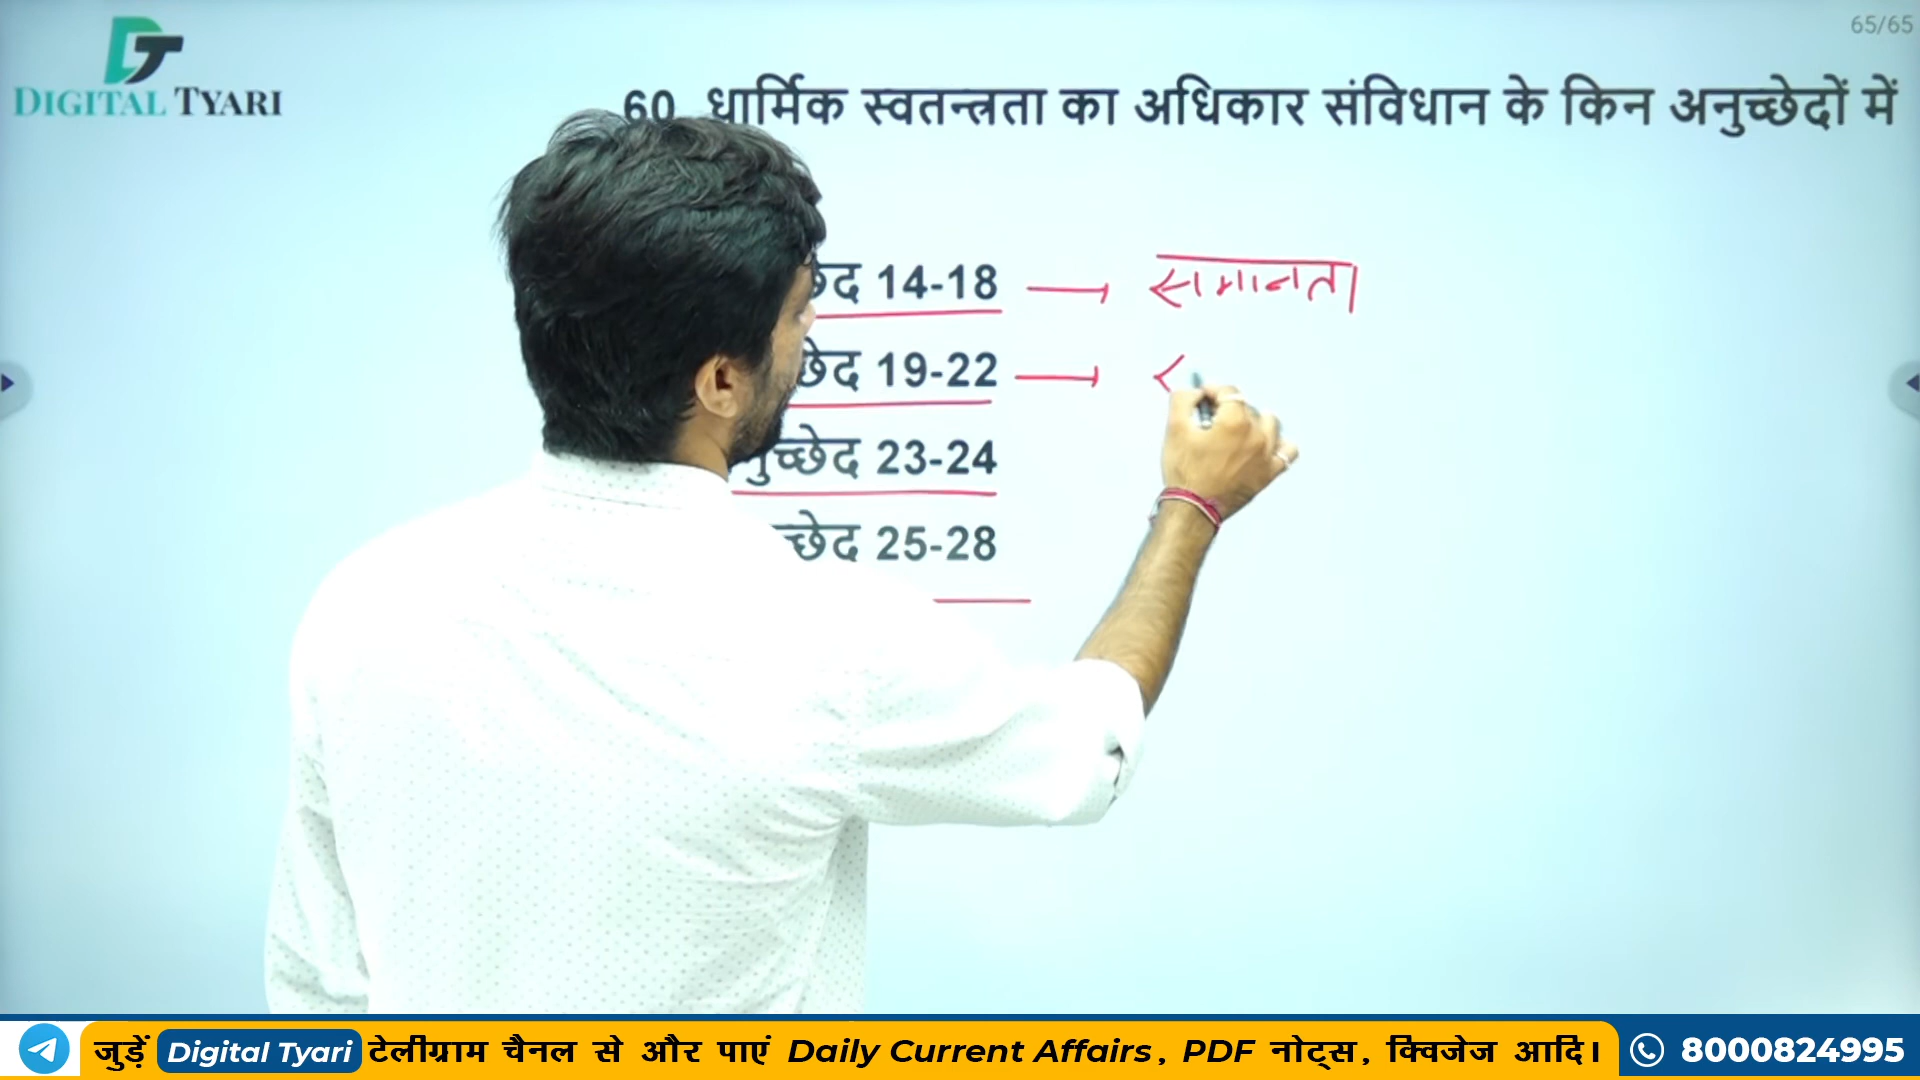 65/65
DIGITAL TYARI
60. धार्मिक स्वतन्त्रता का अधिकार संविधान के किन अनुच्छेदों में
14-18 समानता
19-22
अनुच्छेद 23-24
25-28
जुड़ें Digital Tyari टेलीग्राम चैनल से और पाएं Daily Current Affairs, PDF नोट्स, क्विजेज आदि। 8000824995